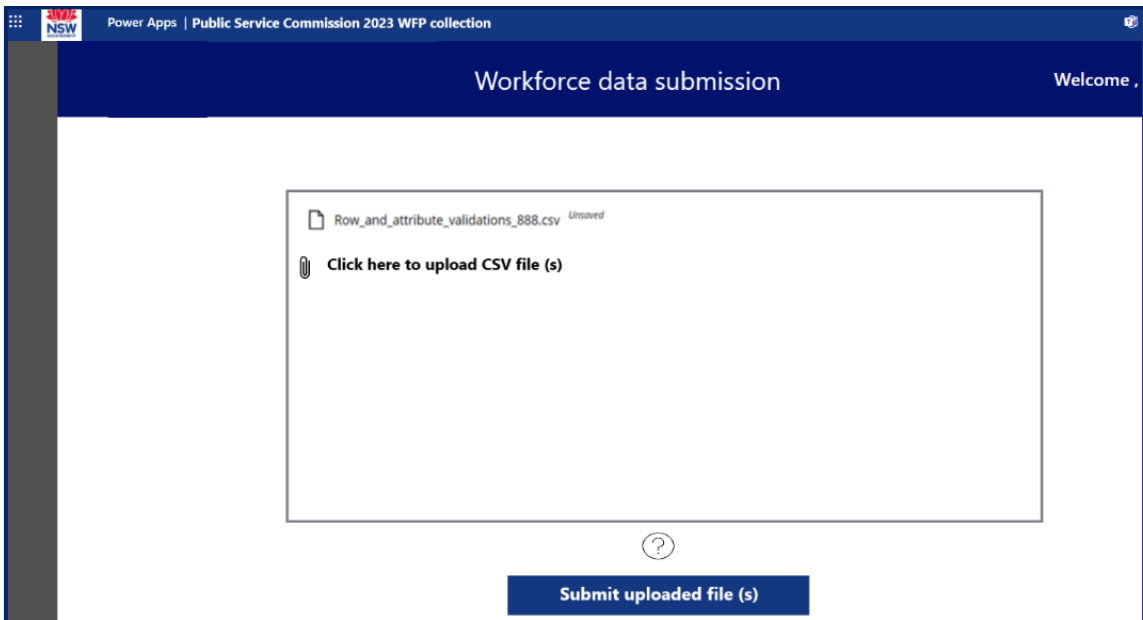 NSW
GOVERNMENT
Power Apps | Public Service Commission 2023 WFP collection
Workforce data submission
Welcome ,
Row_and_attribute_validations_888.csv Unsaved
Click here to upload CSV file (s)
?
Submit uploaded file (s)